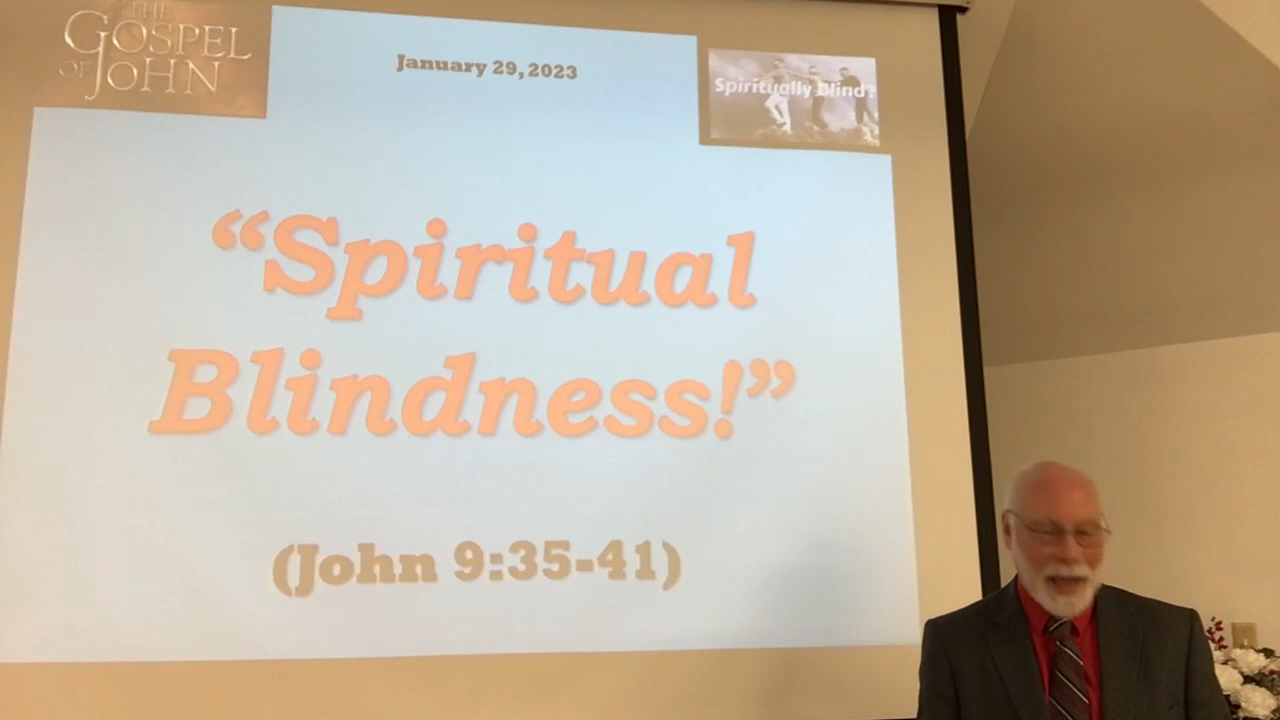 THE
GOSPEL
OF JOHN
January 29, 2023
Spiritually Blind?
“Spiritual
Blindness!”
(John 9:35-41)